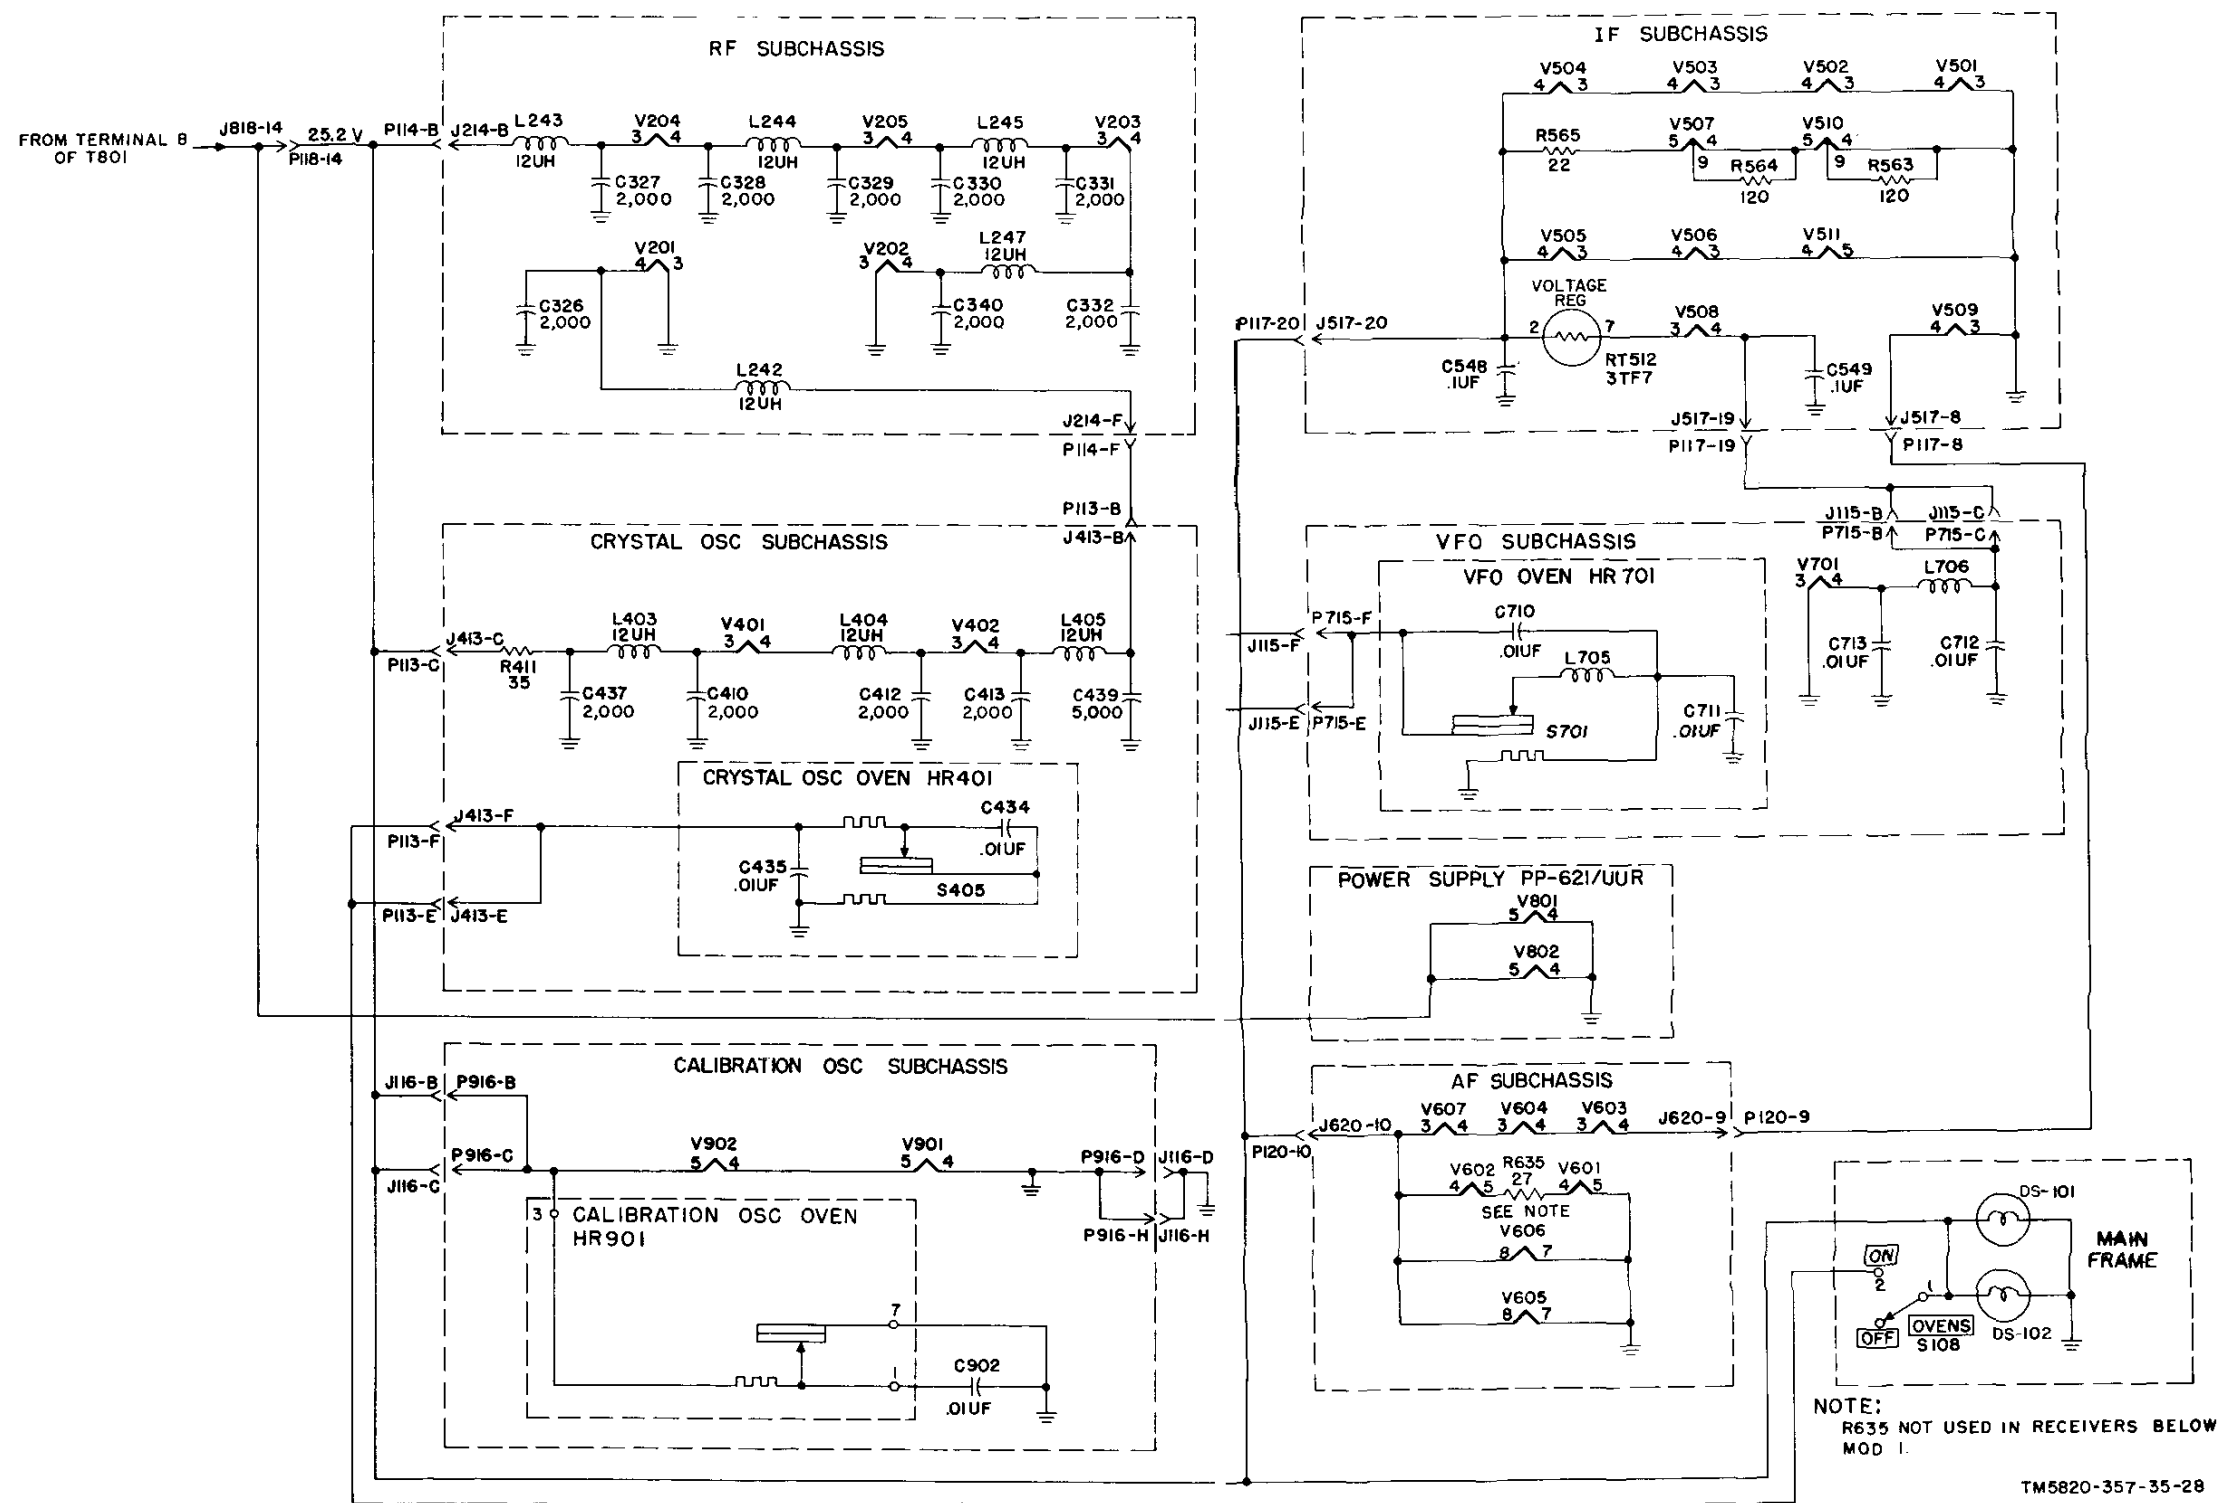 RF SUBCHASSIS
FROM TERMINAL 8
OF T801
J818-14
25.2 V
P118-14
P114-B
J214-B
L243
12UH
V204
3 4
L244
12UH
V205
3 4
L245
12UH
V203
3 4
C327
2,000
C328
2,000
C329
2,000
C330
2,000
C331
2,000
V201
4 3
V202
3 4
L247
12UH
C326
2,000
C340
2,000
C332
2,000
L242
12UH
J214-F
P114-F
IF SUBCHASSIS
V504
4 3
V503
4 3
V502
4 3
V501
4 3
R565
22
V507
5 4
9
R564
120
V510
5 4
9
R563
120
V505
4 3
V506
4 3
V511
4 5
VOLTAGE
REG
2 7
RT512
3TF7
V508
3 4
V509
4 3
P117-20
J517-20
C548
.1UF
C549
.1UF
J517-19
P117-19
J517-8
P117-8
P113-B
J413-B
CRYSTAL OSC SUBCHASSIS
J413-C
P113-C
R411
35
L403
12UH
V401
3 4
L404
12UH
V402
3 4
L405
12UH
C437
2,000
C410
2,000
C412
2,000
C413
2,000
C439
5,000
CRYSTAL OSC OVEN HR401
J413-F
P113-F
C434
.01UF
C435
.01UF
S405
P113-E
J413-E
J115-B
P715-B
J115-C
P715-C
VFO SUBCHASSIS
VFO OVEN HR701
P715-F
J115-F
C710
.01UF
L705
S701
C711
.01UF
J115-E
P715-E
V701
3 4
L706
C713
.01UF
C712
.01UF
POWER SUPPLY PP-621/UUR
V801
5 4
V802
5 4
CALIBRATION OSC SUBCHASSIS
J116-B
P916-B
P916-C
J116-C
V902
5 4
V901
5 4
P916-D
J116-D
P916-H
J116-H
3
CALIBRATION OSC OVEN
HR901
7
1
C902
.01UF
AF SUBCHASSIS
J620-10
P120-10
V607
3 4
V604
3 4
V603
3 4
J620-9
P120-9
V602
4 5
R635
27
V601
4 5
SEE NOTE
V606
8 7
V605
8 7
DS-101
MAIN
FRAME
ON
2
1
OFF
OVENS
S108
DS-102
NOTE:
R635 NOT USED IN RECEIVERS BELOW
MOD 1.
TM5820-357-35-28